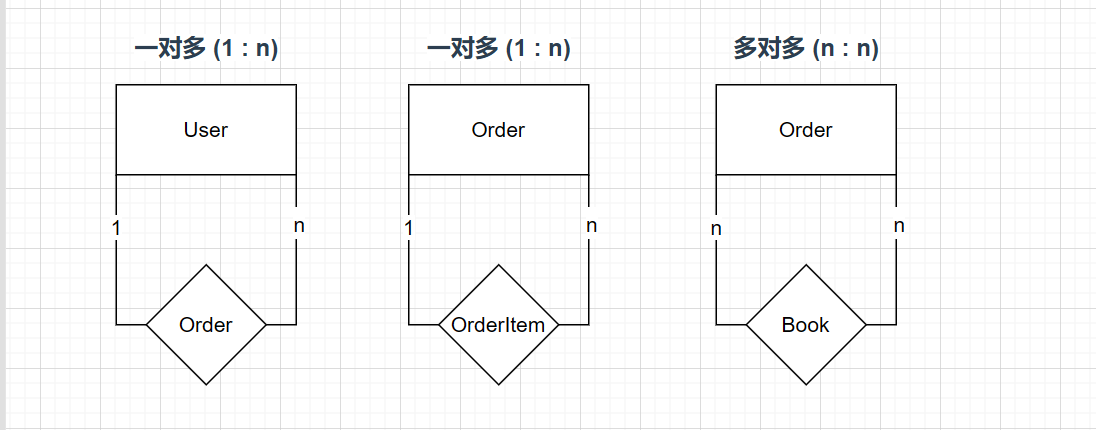 一对多 (1 : n)
一对多 (1 : n)
多对多 (n : n)
User
Order
Order
1
n
1
n
n
n
Order
OrderItem
Book